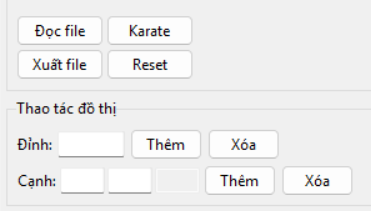 Đọc file Karate
Xuất file Reset
Thao tác đồ thị
Đỉnh: Thêm Xóa
Cạnh: Thêm Xóa